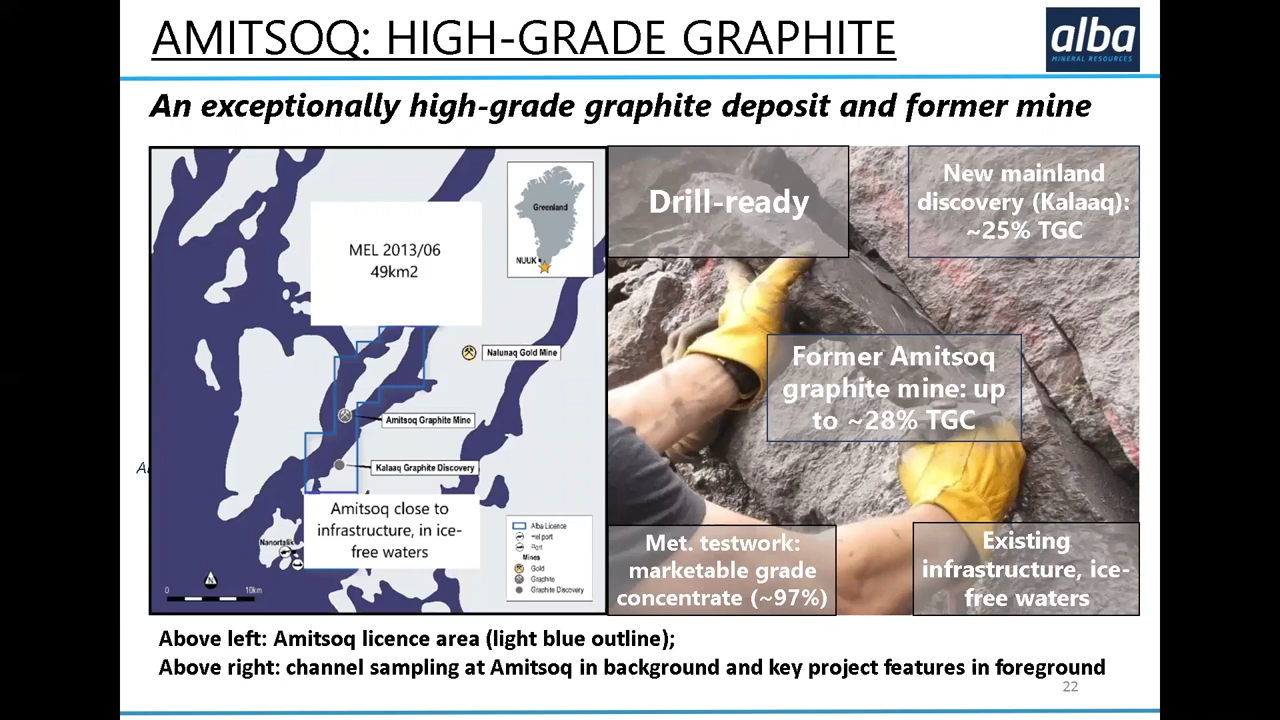 AMITSOQ: HIGH-GRADE GRAPHITE
alba
MINERAL RESOURCES
An exceptionally high-grade graphite deposit and former mine
MEL 2013/06
49km2
Greenland
NUUK
Nalunaq Gold Mine
Amitsoq Graphite Mine
Kalaaq Graphite Discovery
Amitsoq close to
infrastructure, in ice-
free waters
Nanortalik
0 10km
N
Alba Licence
Heliport
Port
Mines
Gold
Graphite
Graphite Discovery
Drill-ready
New mainland
discovery (Kalaaq):
~25% TGC
Former Amitsoq
graphite mine: up
to ~28% TGC
Met. testwork:
marketable grade
concentrate (~97%)
Existing
infrastructure, ice-
free waters
Above left: Amitsoq licence area (light blue outline);
Above right: channel sampling at Amitsoq in background and key project features in foreground
22